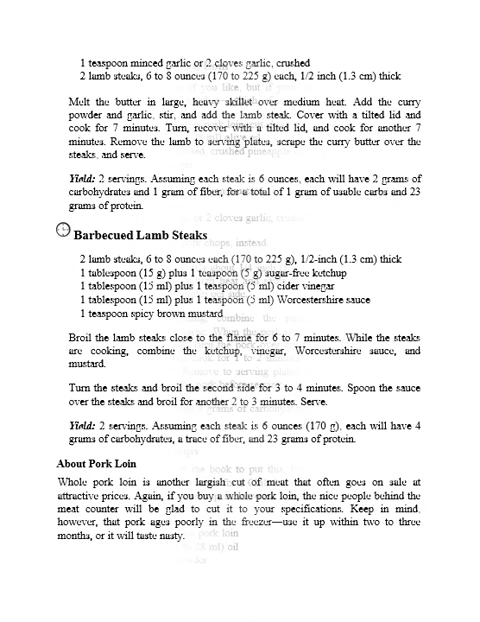 1 teaspoon minced garlic or 2 cloves garlic, crushed
2 lamb steaks, 6 to 8 ounces (170 to 225 g) each, 1/2 inch (1.3 cm) thick
Melt the butter in large, heavy skillet over medium heat. Add the curry
powder and garlic, stir, and add the lamb steak. Cover with a tilted lid and
cook for 7 minutes. Turn, recover with a tilted lid, and cook for another 7
minutes. Remove the lamb to serving plates, scrape the curry butter over the
steaks, and serve.
Yield: 2 servings. Assuming each steak is 6 ounces, each will have 2 grams of
carbohydrates and 1 gram of fiber, for a total of 1 gram of usable carbs and 23
grams of protein.
or 2 cloves garlic,
Barbecued Lamb Steaks
chops, instead.
2 lamb steaks, 6 to 8 ounces each (170 to 225 g), 1/2-inch (1.3 cm) thick
1 tablespoon (15 g) plus 1 teaspoon (5 g) sugar-free ketchup
1 tablespoon (15 ml) plus 1 teaspoon (5 ml) cider vinegar
1 tablespoon (15 ml) plus 1 teaspoon (5 ml) Worcestershire sauce
1 teaspoon spicy brown mustard
Broil the lamb steaks close to the flame for 6 to 7 minutes. While the steaks
are cooking, combine the ketchup, vinegar, Worcestershire sauce, and
mustard.
Turn the steaks and broil the second side for 3 to 4 minutes. Spoon the sauce
over the steaks and broil for another 2 to 3 minutes. Serve.
Yield: 2 servings. Assuming each steak is 6 ounces (170 g), each will have 4
grams of carbohydrates, a trace of fiber, and 23 grams of protein.
About Pork Loin
the book to put this,
Whole pork loin is another largish cut of meat that often goes on sale at
attractive prices. Again, if you buy a whole pork loin, the nice people behind the
meat counter will be glad to cut it to your specifications. Keep in mind,
however, that pork ages poorly in the freezer—use it up within two to three
months, or it will taste nasty.
pork loin
ml) oil